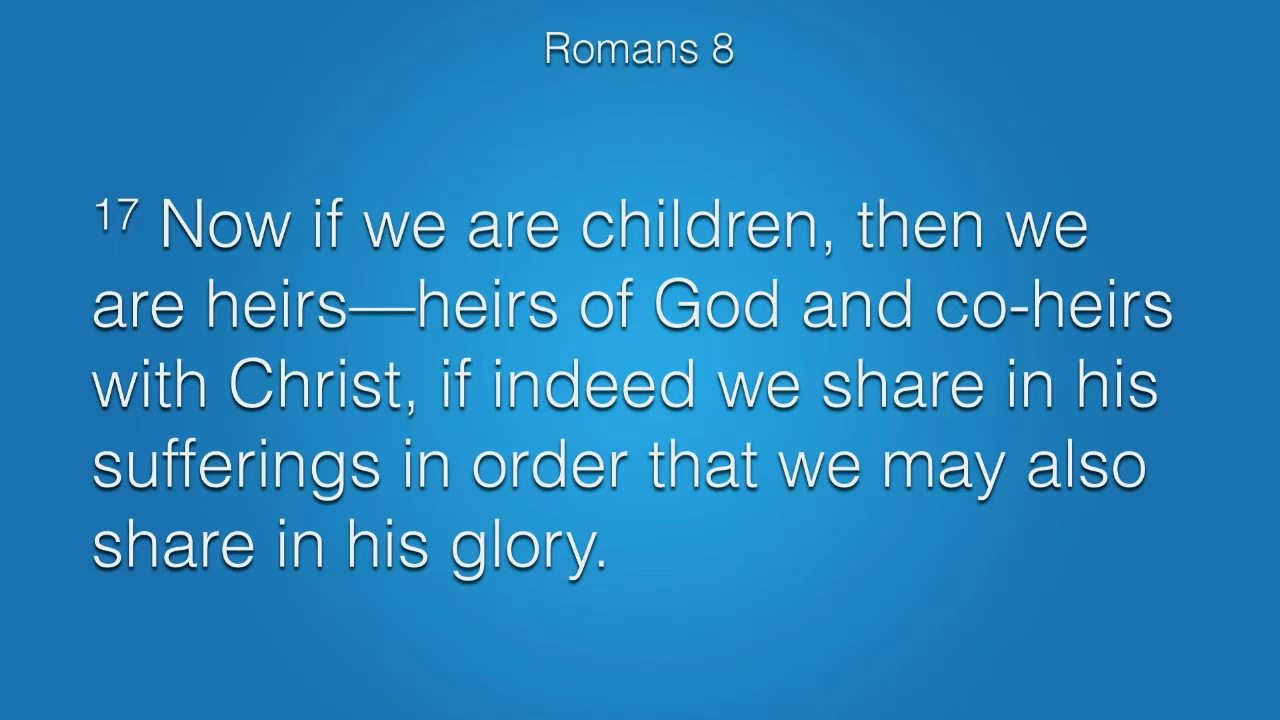 Romans 8
17 Now if we are children, then we
are heirs—heirs of God and co-heirs
with Christ, if indeed we share in his
sufferings in order that we may also
share in his glory.